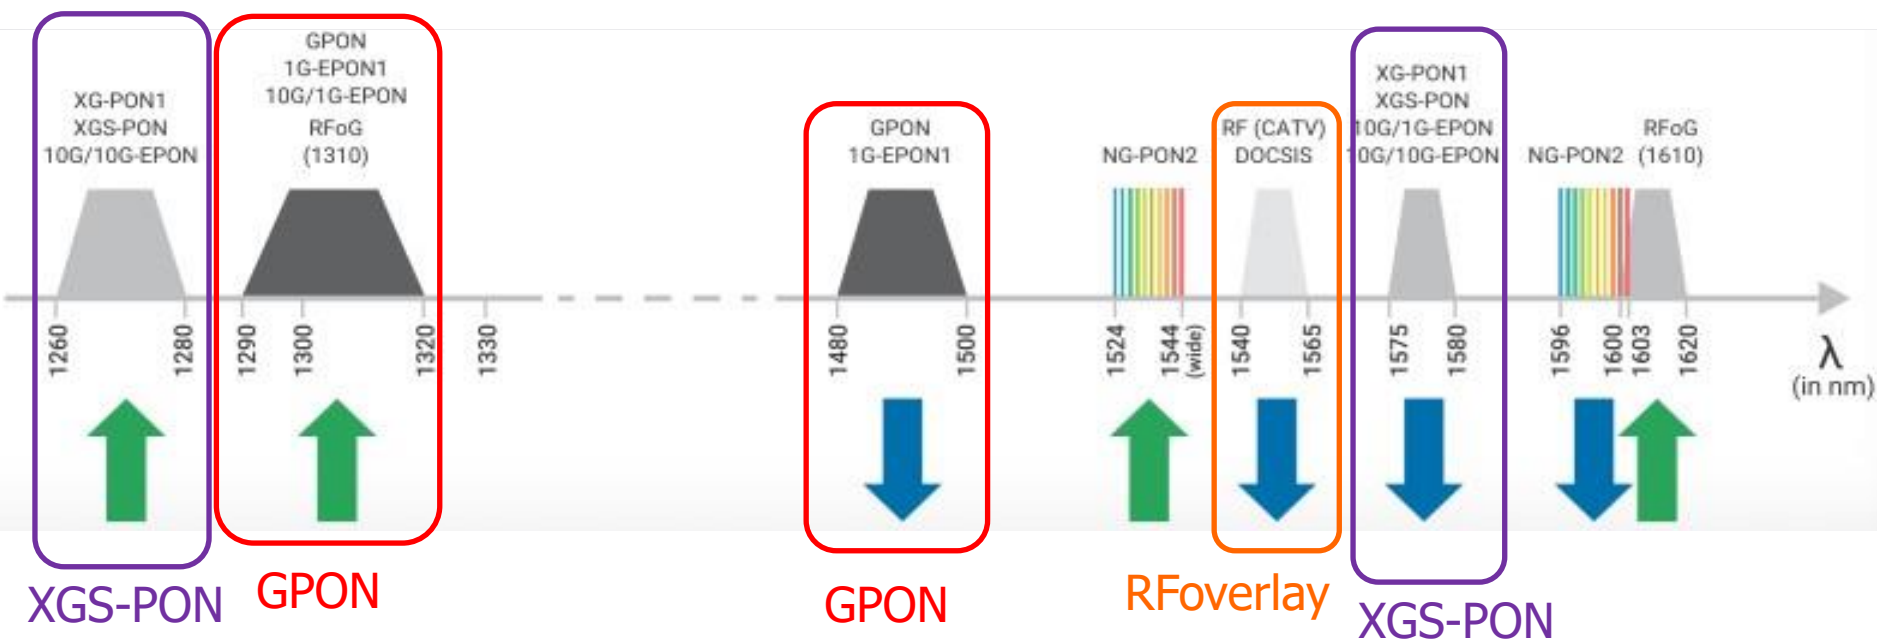 XG-PON1
XGS-PON
10G/10G-EPON
GPON
1G-EPON1
10G/1G-EPON
RFoG
(1310)
GPON
1G-EPON1
NG-PON2
RF (CATV)
DOCSIS
XG-PON1
XGS-PON
10G/1G-EPON
10G/10G-EPON
NG-PON2
RFoG
(1610)
1260
1280
1290
1300
1320
1330
1480
1500
1524
1544
(wide)
1540
1565
1575
1580
1596
1600
1603
1620
λ
(in nm)
XGS-PON
GPON
GPON
RFoverlay
XGS-PON